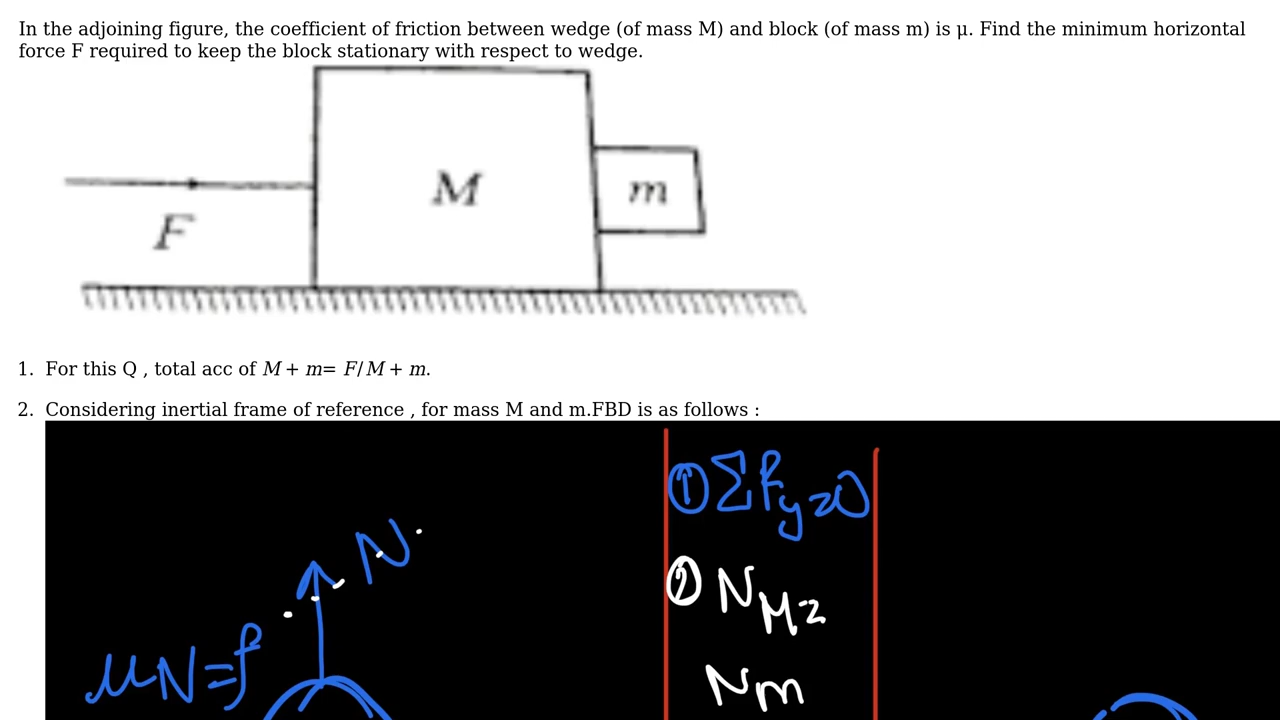 In the adjoining figure, the coefficient of friction between wedge (of mass M) and block (of mass m) is μ. Find the minimum horizontal
force F required to keep the block stationary with respect to wedge.
M
m
F
1. For this Q , total acc of M + m= F/M + m.
2. Considering inertial frame of reference , for mass M and m.FBD is as follows :
① ΣFy=0
N
② NM=
μN=f
Nm